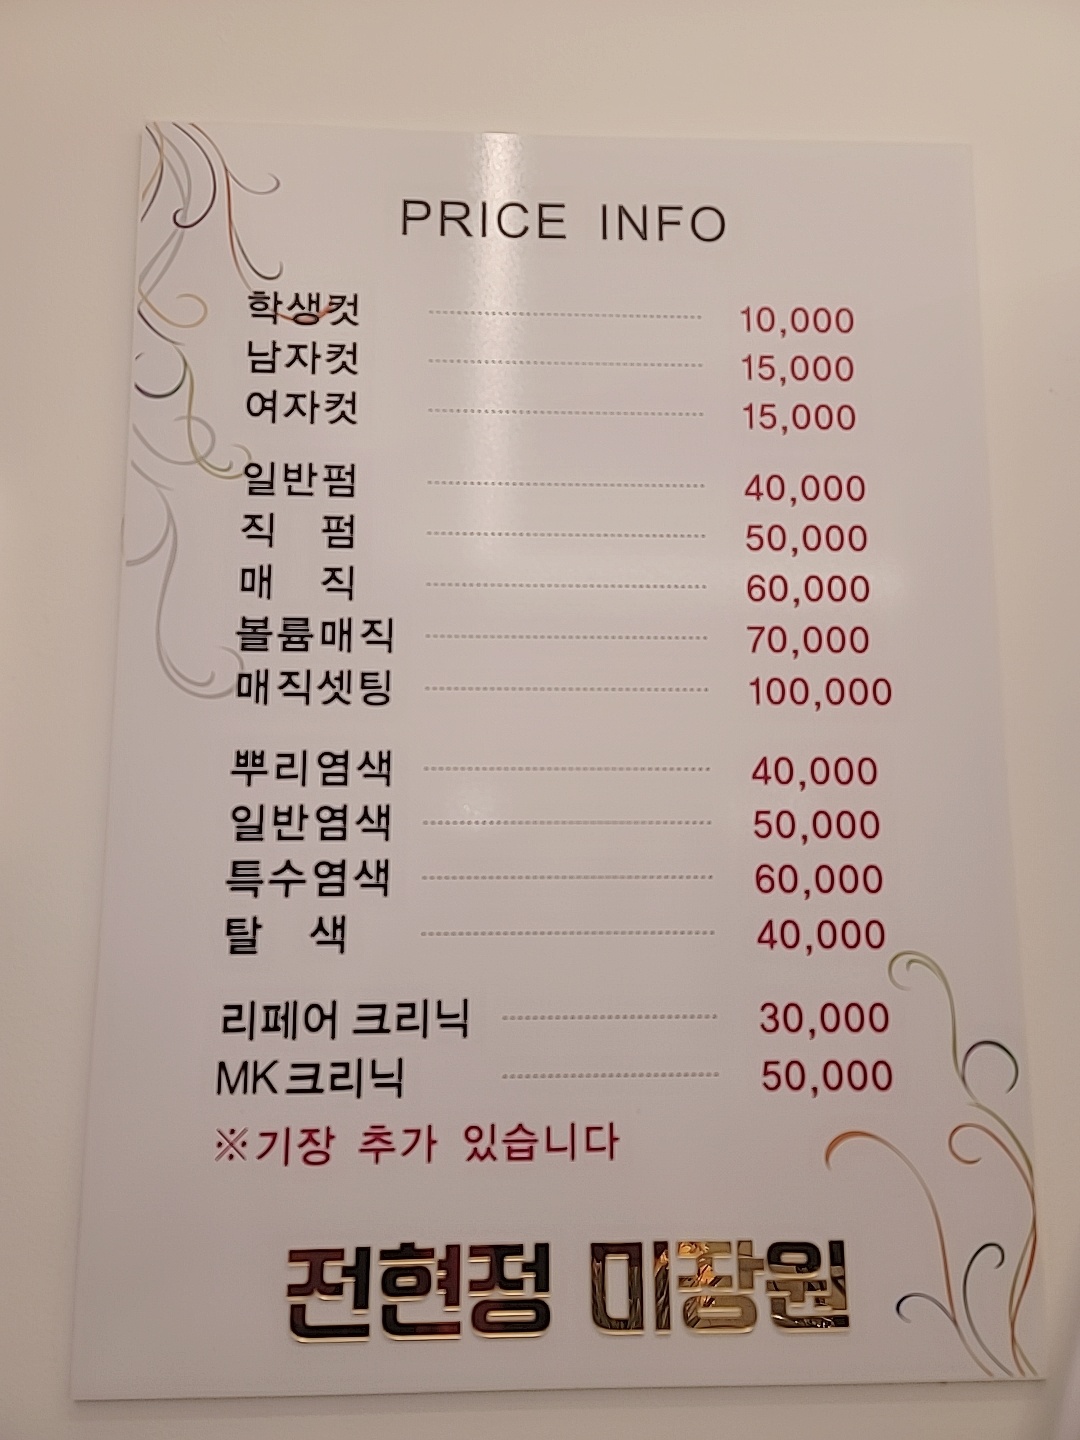 PRICE INFO
학생컷 10,000
남자컷 15,000
여자컷 15,000
일반펌 40,000
직 펌 50,000
매 직 60,000
볼륨매직 70,000
매직셋팅 100,000
뿌리염색 40,000
일반염색 50,000
특수염색 60,000
탈 색 40,000
리페어 크리닉 30,000
MK크리닉 50,000
※기장 추가 있습니다
전현정 미장원